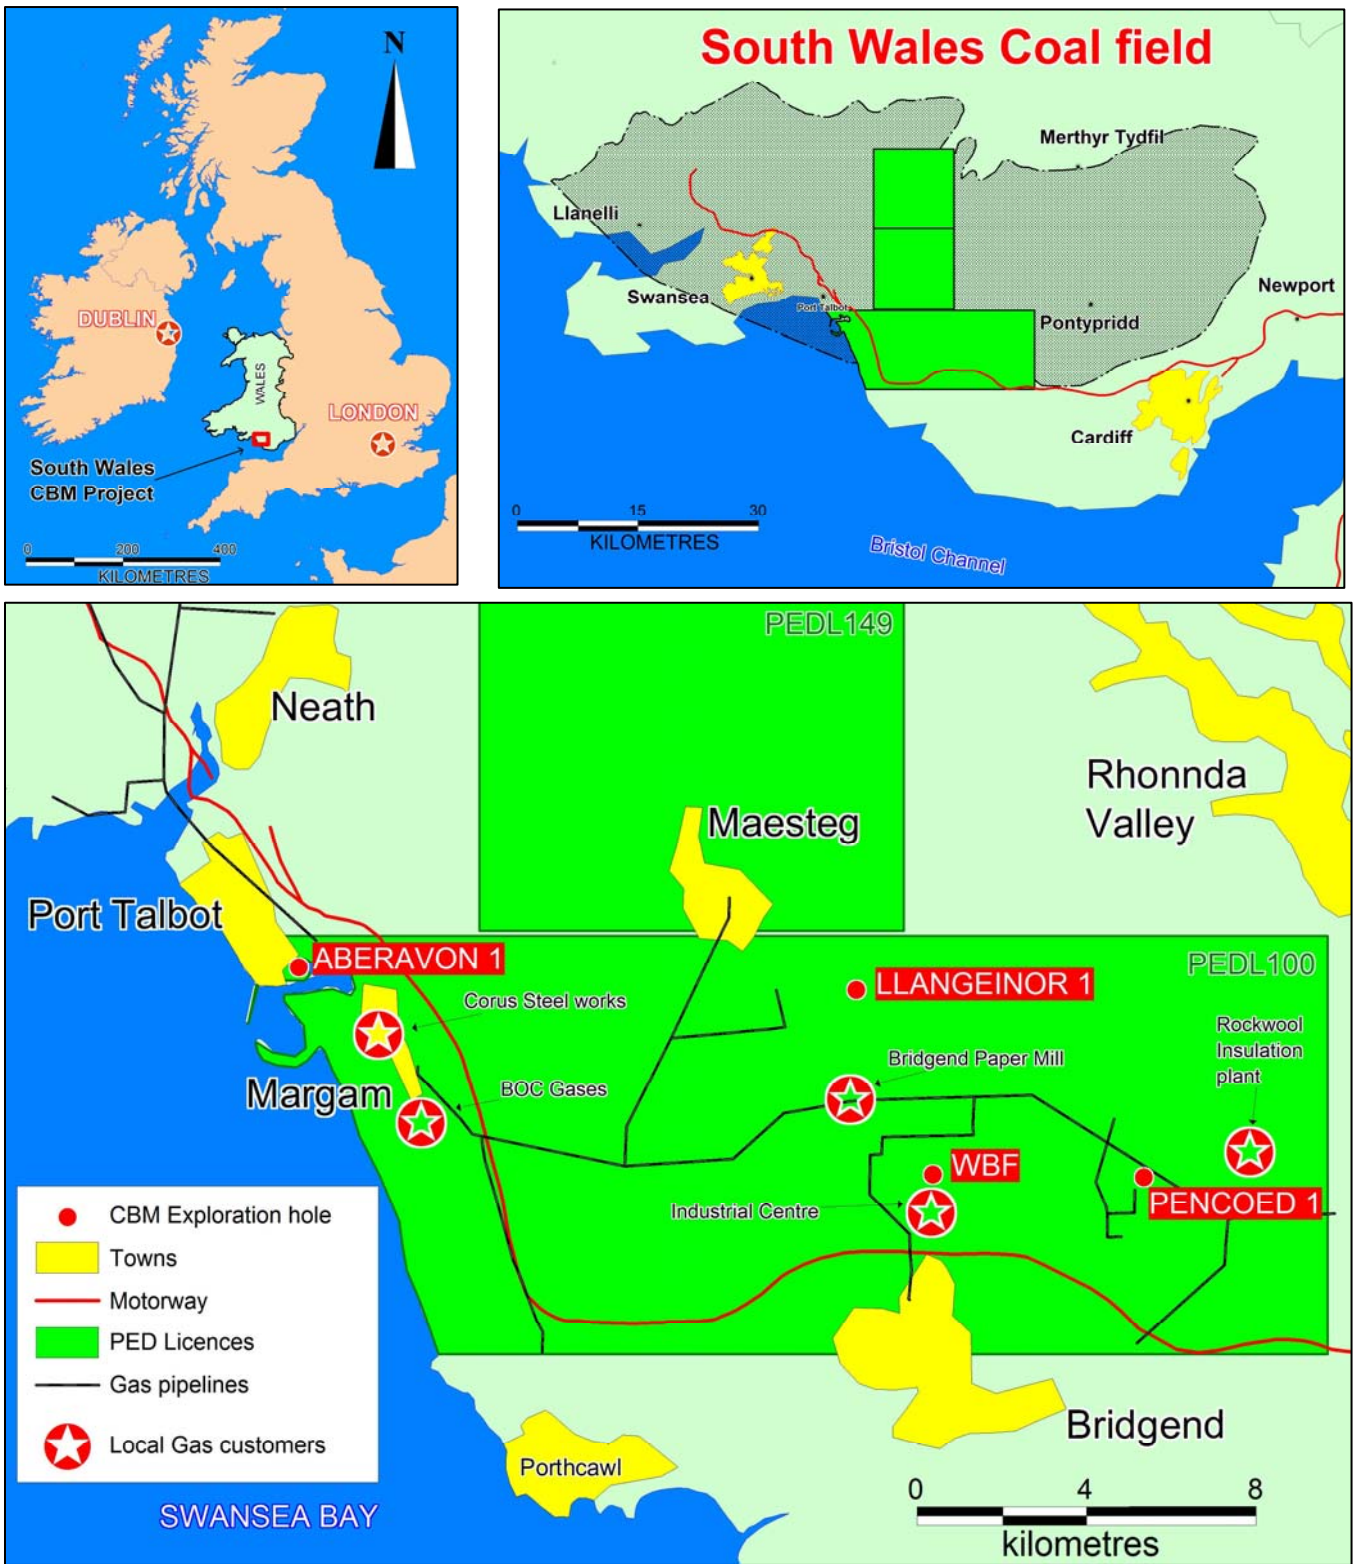 N
DUBLIN
WALES
LONDON
South Wales
CBM Project
0 200 400
KILOMETRES
South Wales Coal field
Merthyr Tydfil
Llanelli
Swansea
Port Talbot
Newport
Pontypridd
Cardiff
0 15 30
KILOMETRES
Bristol Channel
PEDL149
Neath
Rhonnda
Valley
Maesteg
Port Talbot
ABERAVON 1
PEDL100
LLANGEINOR 1
Corus Steel works
Rockwool
Insulation
plant
Bridgend Paper Mill
BOC Gases
Margam
WBF
PENCOED 1
Industrial Centre
CBM Exploration hole
Towns
Motorway
PED Licences
Gas pipelines
Local Gas customers
Bridgend
Porthcawl
SWANSEA BAY
0 4 8
kilometres